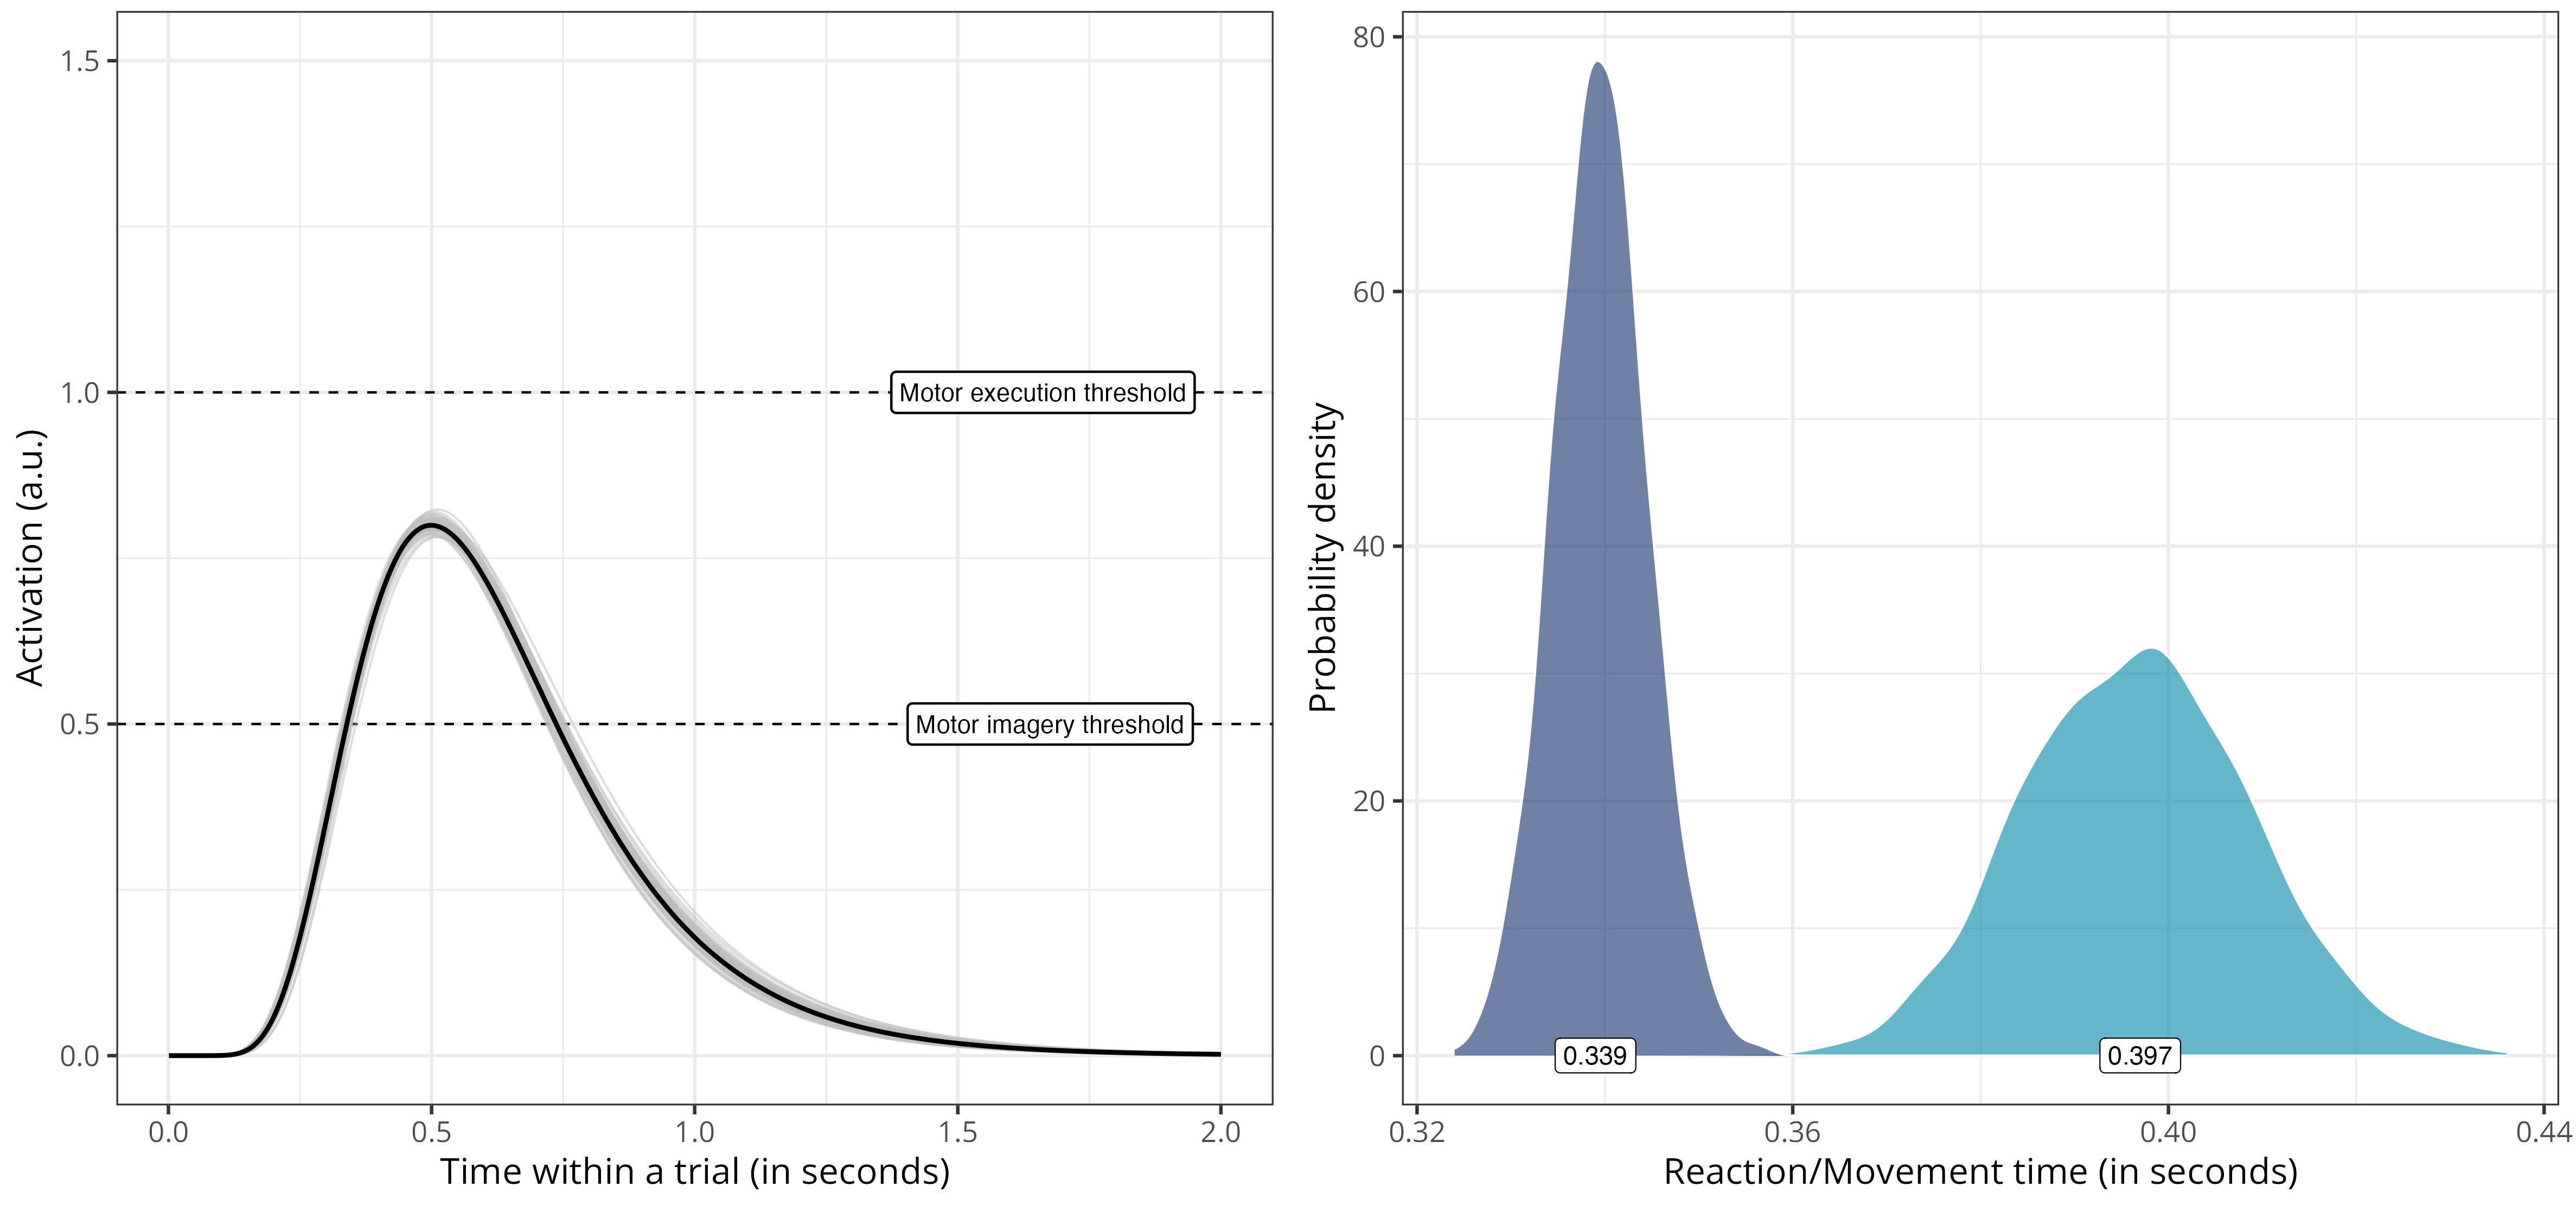 1.5
1.0
0.5
0.0
Activation (a.u.)
Motor execution threshold
Motor imagery threshold
0.0 0.5 1.0 1.5 2.0
Time within a trial (in seconds)
80
60
40
20
0
Probability density
0.339 0.397
0.32 0.36 0.40 0.44
Reaction/Movement time (in seconds)